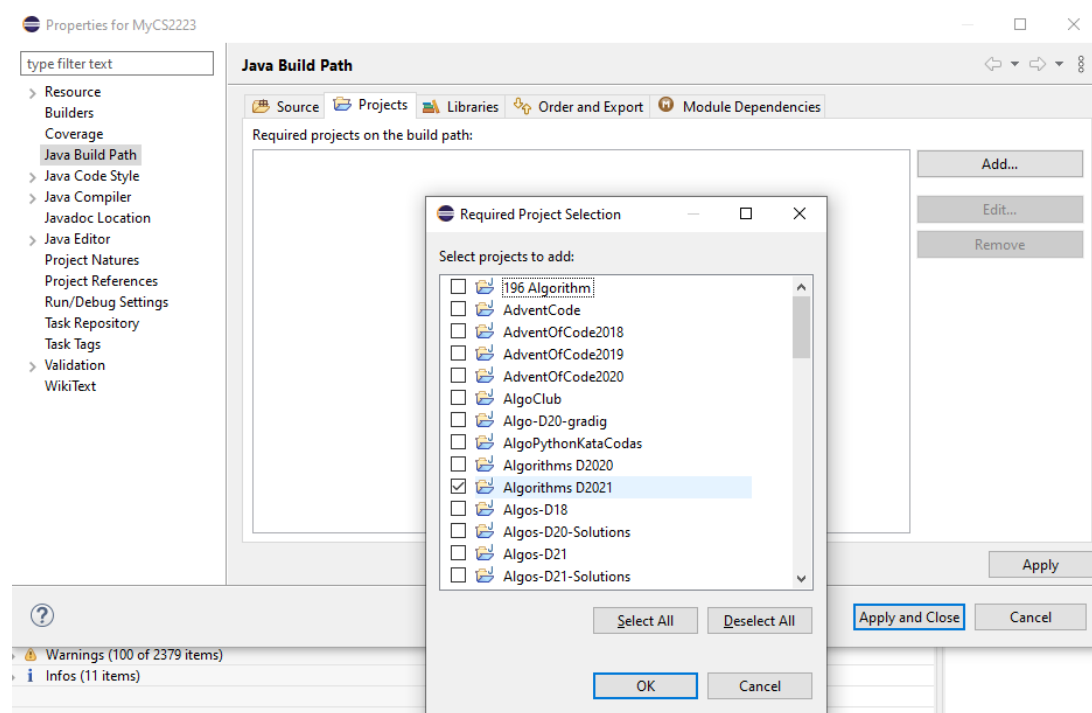 Properties for MyCS2223
type filter text
Resource
Builders
Coverage
Java Build Path
Java Code Style
Java Compiler
Javadoc Location
Java Editor
Project Natures
Project References
Run/Debug Settings
Task Repository
Task Tags
Validation
WikiText
Java Build Path
Source Projects Libraries Order and Export Module Dependencies
Required projects on the build path:
Add...
Edit...
Remove
Required Project Selection
Select projects to add:
196 Algorithm
AdventCode
AdventOfCode2018
AdventOfCode2019
AdventOfCode2020
AlgoClub
Algo-D20-gradig
AlgoPythonKataCodas
Algorithms D2020
Algorithms D2021
Algos-D18
Algos-D20-Solutions
Algos-D21
Algos-D21-Solutions
Select All Deselect All
OK Cancel
Apply
Apply and Close Cancel
Warnings (100 of 2379 items)
Infos (11 items)